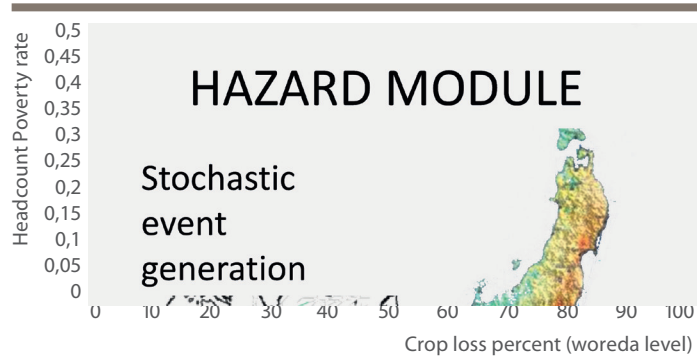 Headcount Poverty rate
0,5
0,45
0,4
0,35
0,3
0,25
0,2
0,15
0,1
0,05
0
HAZARD MODULE
Stochastic
event
generation
0 10 20 30 40 50 60 70 80 90 100
Crop loss percent (woreda level)